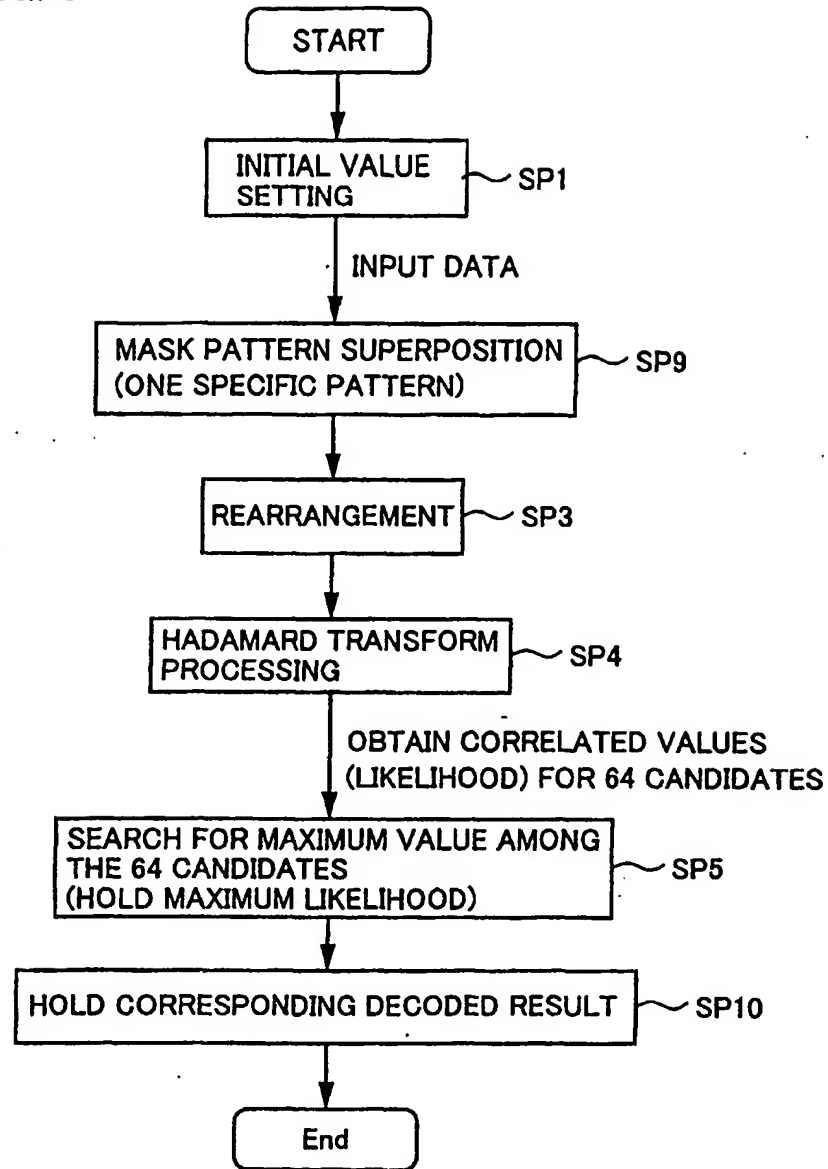 START
INITIAL VALUE
SETTING
SP1
INPUT DATA
MASK PATTERN SUPERPOSITION
(ONE SPECIFIC PATTERN)
SP9
REARRANGEMENT
SP3
HADAMARD TRANSFORM
PROCESSING
SP4
OBTAIN CORRELATED VALUES
(LIKELIHOOD) FOR 64 CANDIDATES
SEARCH FOR MAXIMUM VALUE AMONG
THE 64 CANDIDATES
(HOLD MAXIMUM LIKELIHOOD)
SP5
HOLD CORRESPONDING DECODED RESULT
SP10
End